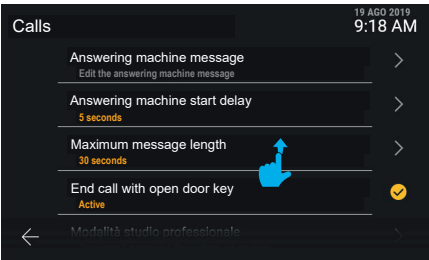 19 AGO 2019
Calls
9:18 AM
Answering machine message
Edit the answering machine message
Answering machine start delay
5 seconds
Maximum message length
30 seconds
End call with open door key
Active
Modalità studio professionale